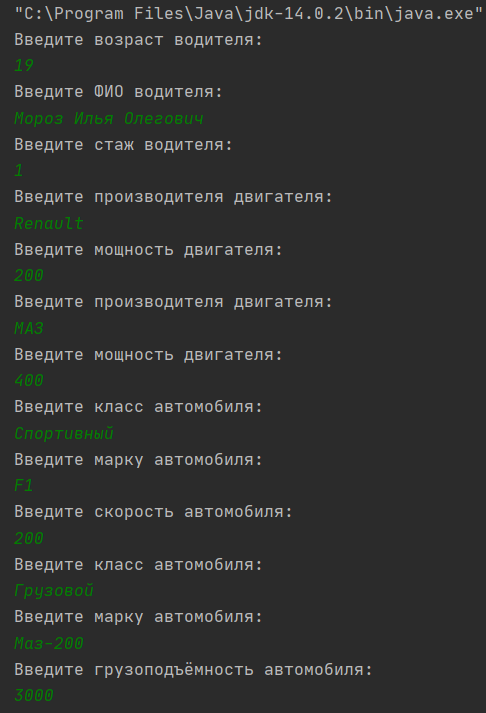 "C:\Program Files\Java\jdk-14.0.2\bin\java.exe"
Введите возраст водителя:
19
Введите ФИО водителя:
Мороз Илья Олегович
Введите стаж водителя:
1
Введите производителя двигателя:
Renault
Введите мощность двигателя:
200
Введите производителя двигателя:
МАЗ
Введите мощность двигателя:
400
Введите класс автомобиля:
Спортивный
Введите марку автомобиля:
F1
Введите скорость автомобиля:
200
Введите класс автомобиля:
Грузовой
Введите марку автомобиля:
Маз-200
Введите грузоподъёмность автомобиля:
3000